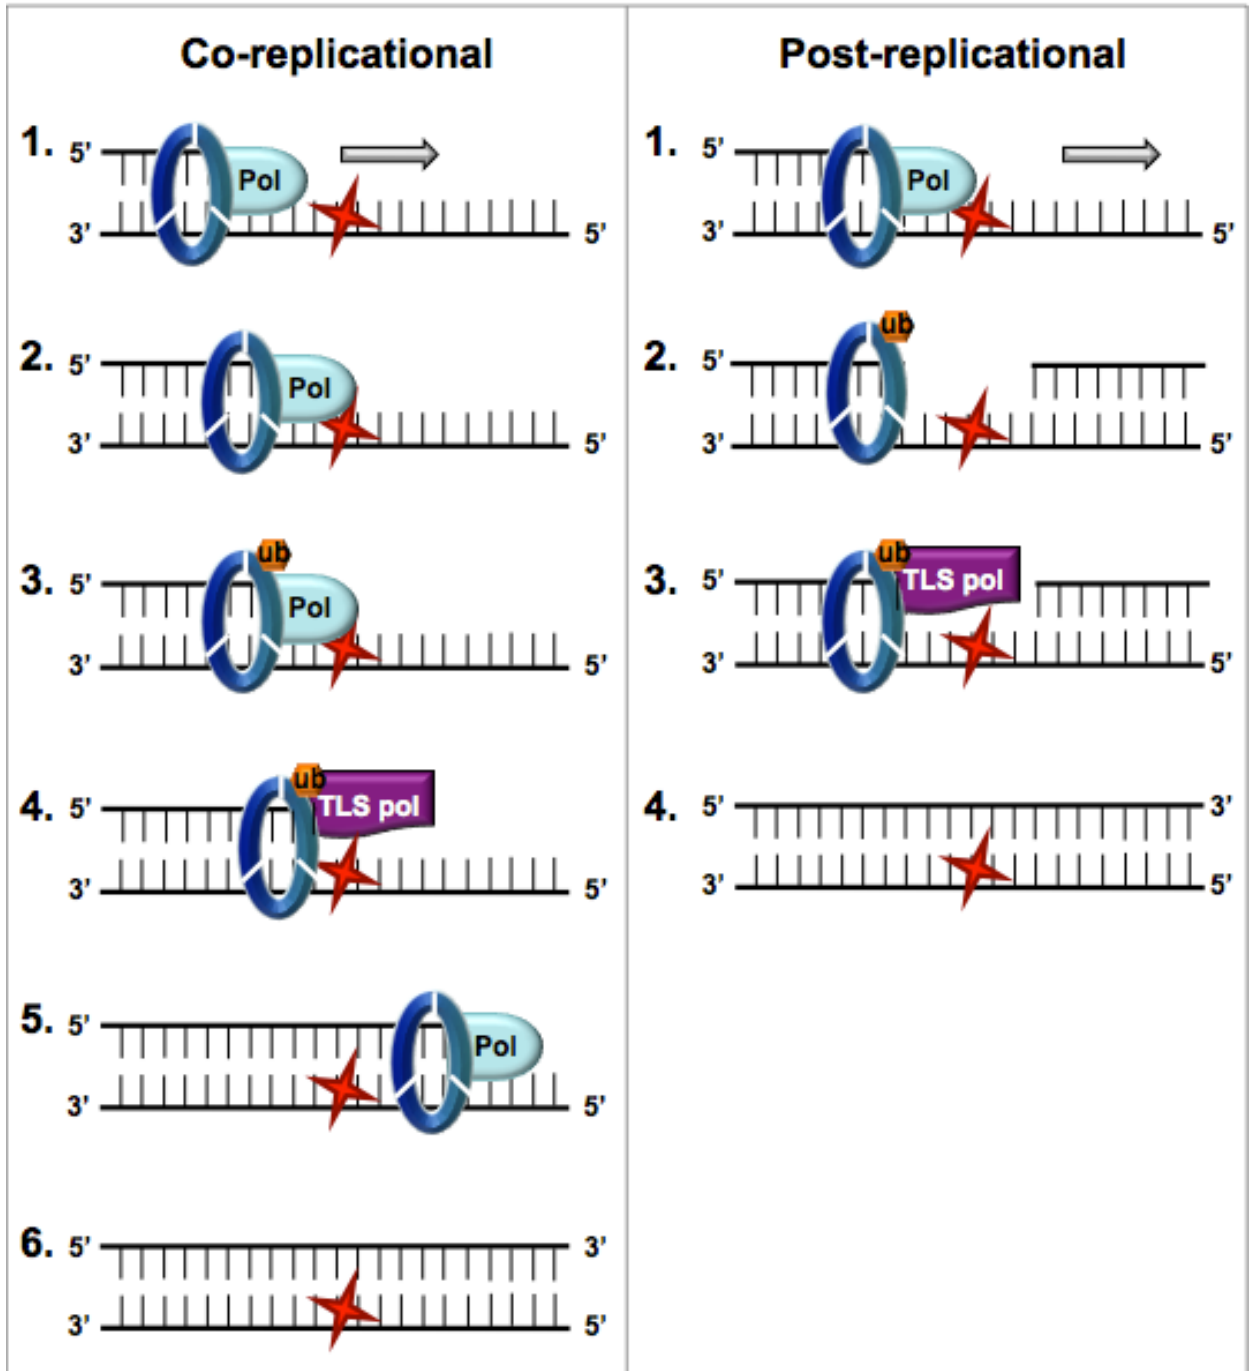 Co-replicational
1. 5' Pol
3' 5'
2. 5' Pol
3' 5'
ub
3. 5' Pol
3' 5'
ub
4. 5' TLS pol
3' 5'
5. 5' Pol
3' 5'
6. 5' 3'
3' 5'
Post-replicational
1. 5' Pol
3' 5'
ub
2. 5'
3' 5'
ub
3. 5' TLS pol
3' 5'
4. 5' 3'
3' 5'